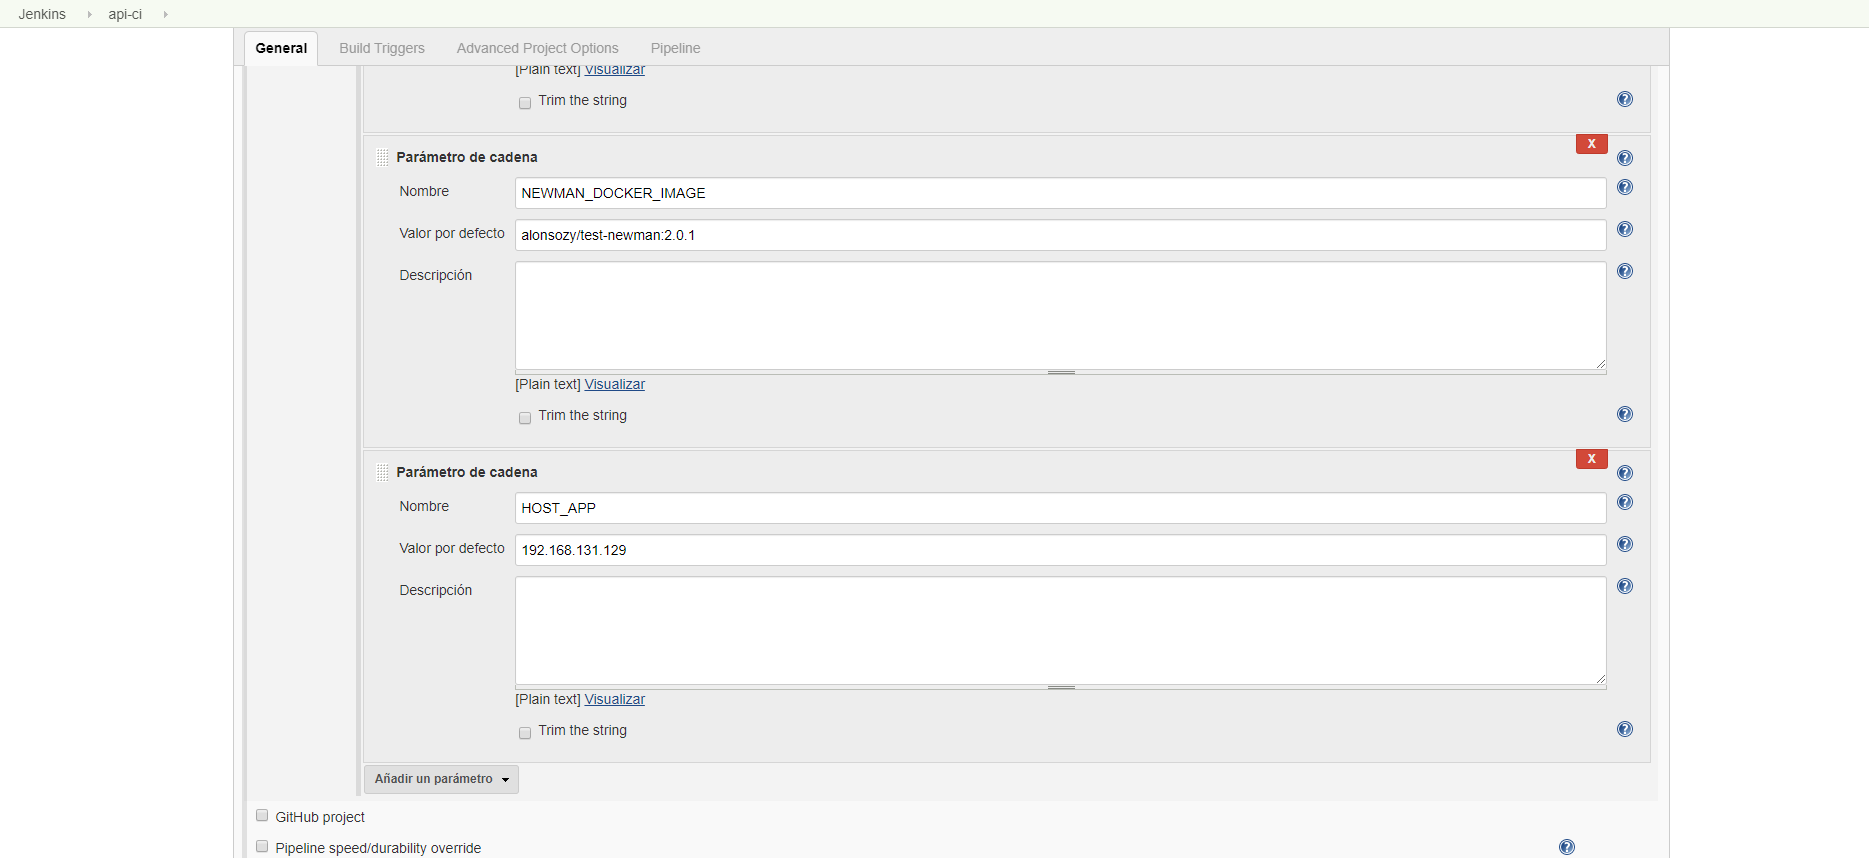 Jenkins api-ci
General Build Triggers Advanced Project Options Pipeline
[Plain text] Visualizar
Trim the string
X
Parámetro de cadena
Nombre NEWMAN_DOCKER_IMAGE
Valor por defecto alonsozy/test-newman:2.0.1
Descripción
[Plain text] Visualizar
Trim the string
X
Parámetro de cadena
Nombre HOST_APP
Valor por defecto 192.168.131.129
Descripción
[Plain text] Visualizar
Trim the string
Añadir un parámetro
GitHub project
Pipeline speed/durability override